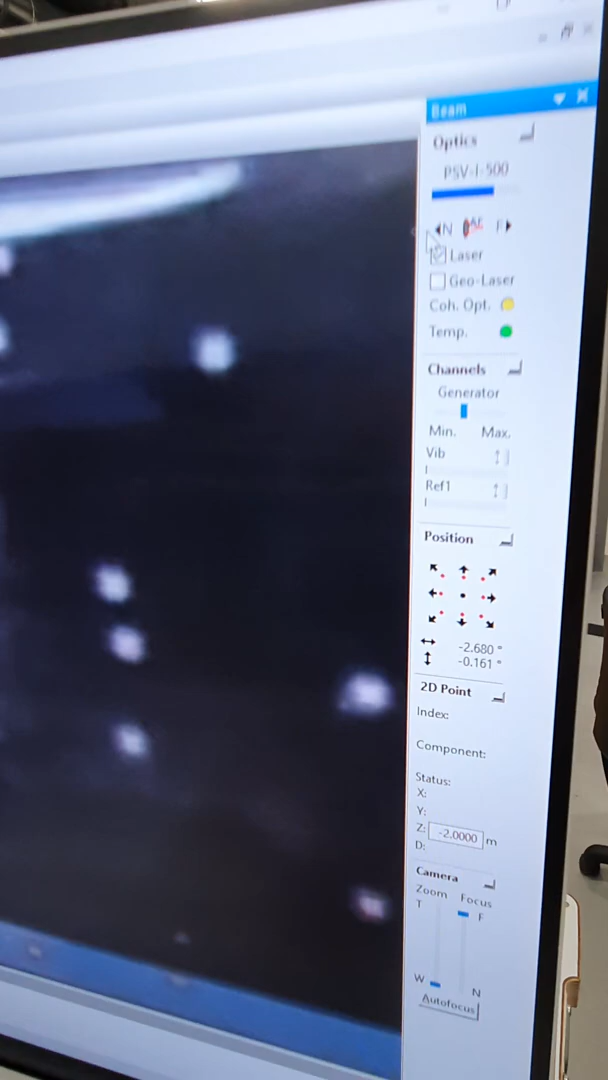 Beam
Optics
PSV-I-500
N AF F
Laser
Geo-Laser
Coh. Opt.
Temp.
Channels
Generator
Min. Max.
Vib
Ref1
Position
-2.680 °
-0.161 °
2D Point
Index:
Component:
Status:
X:
Y:
Z: -2.0000 m
D:
Camera
Zoom Focus
T F
W N
Autofocus